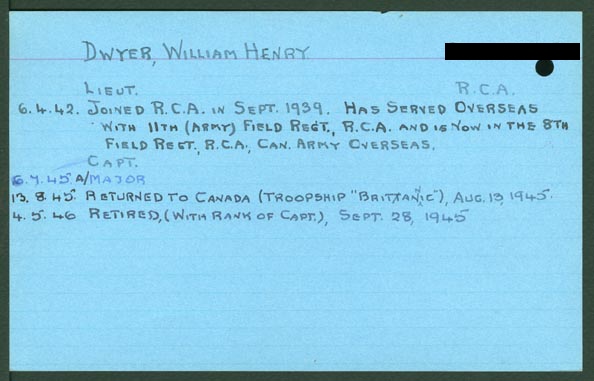 DWYER, WILLIAM HENRY
LIEUT. R.C.A.
6.4.42. JOINED R.C.A. IN SEPT. 1939. HAS SERVED OVERSEAS
WITH 11TH (ARMY) FIELD REGT., R.C.A. AND IS NOW IN THE 8TH
FIELD REGT., R.C.A., CAN. ARMY OVERSEAS.
CAPT.
6.7.45 A/MAJOR
13.8.45 RETURNED TO CANADA (TROOPSHIP "BRITTANIC"), AUG. 13, 1945.
4.5.46 RETIRED, (WITH RANK OF CAPT.), SEPT. 28, 1945